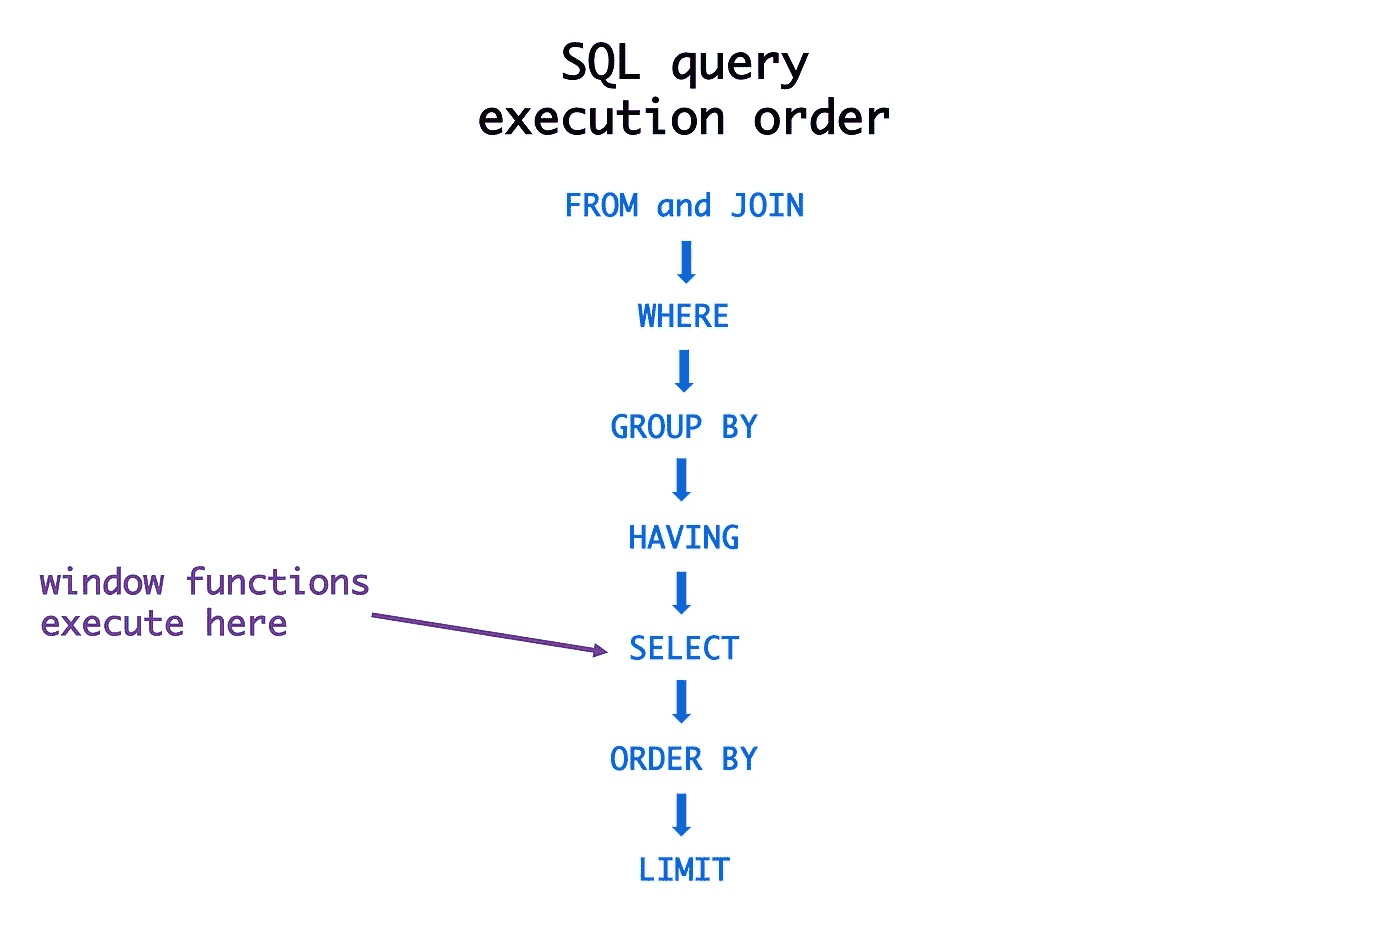 SQL query
execution order
FROM and JOIN
WHERE
GROUP BY
HAVING
window functions
execute here
SELECT
ORDER BY
LIMIT